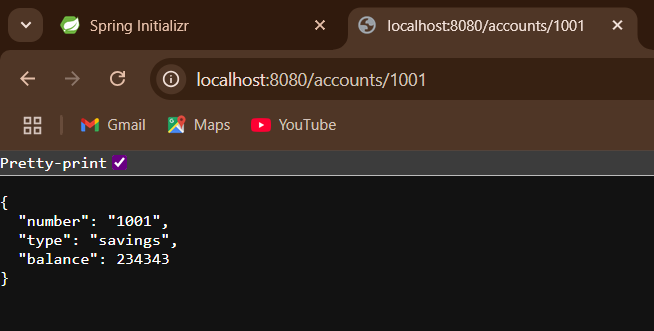 Spring Initializr
localhost:8080/accounts/1001
localhost:8080/accounts/1001
Gmail
Maps
YouTube
Pretty-print
{
"number": "1001",
"type": "savings",
"balance": 234343
}